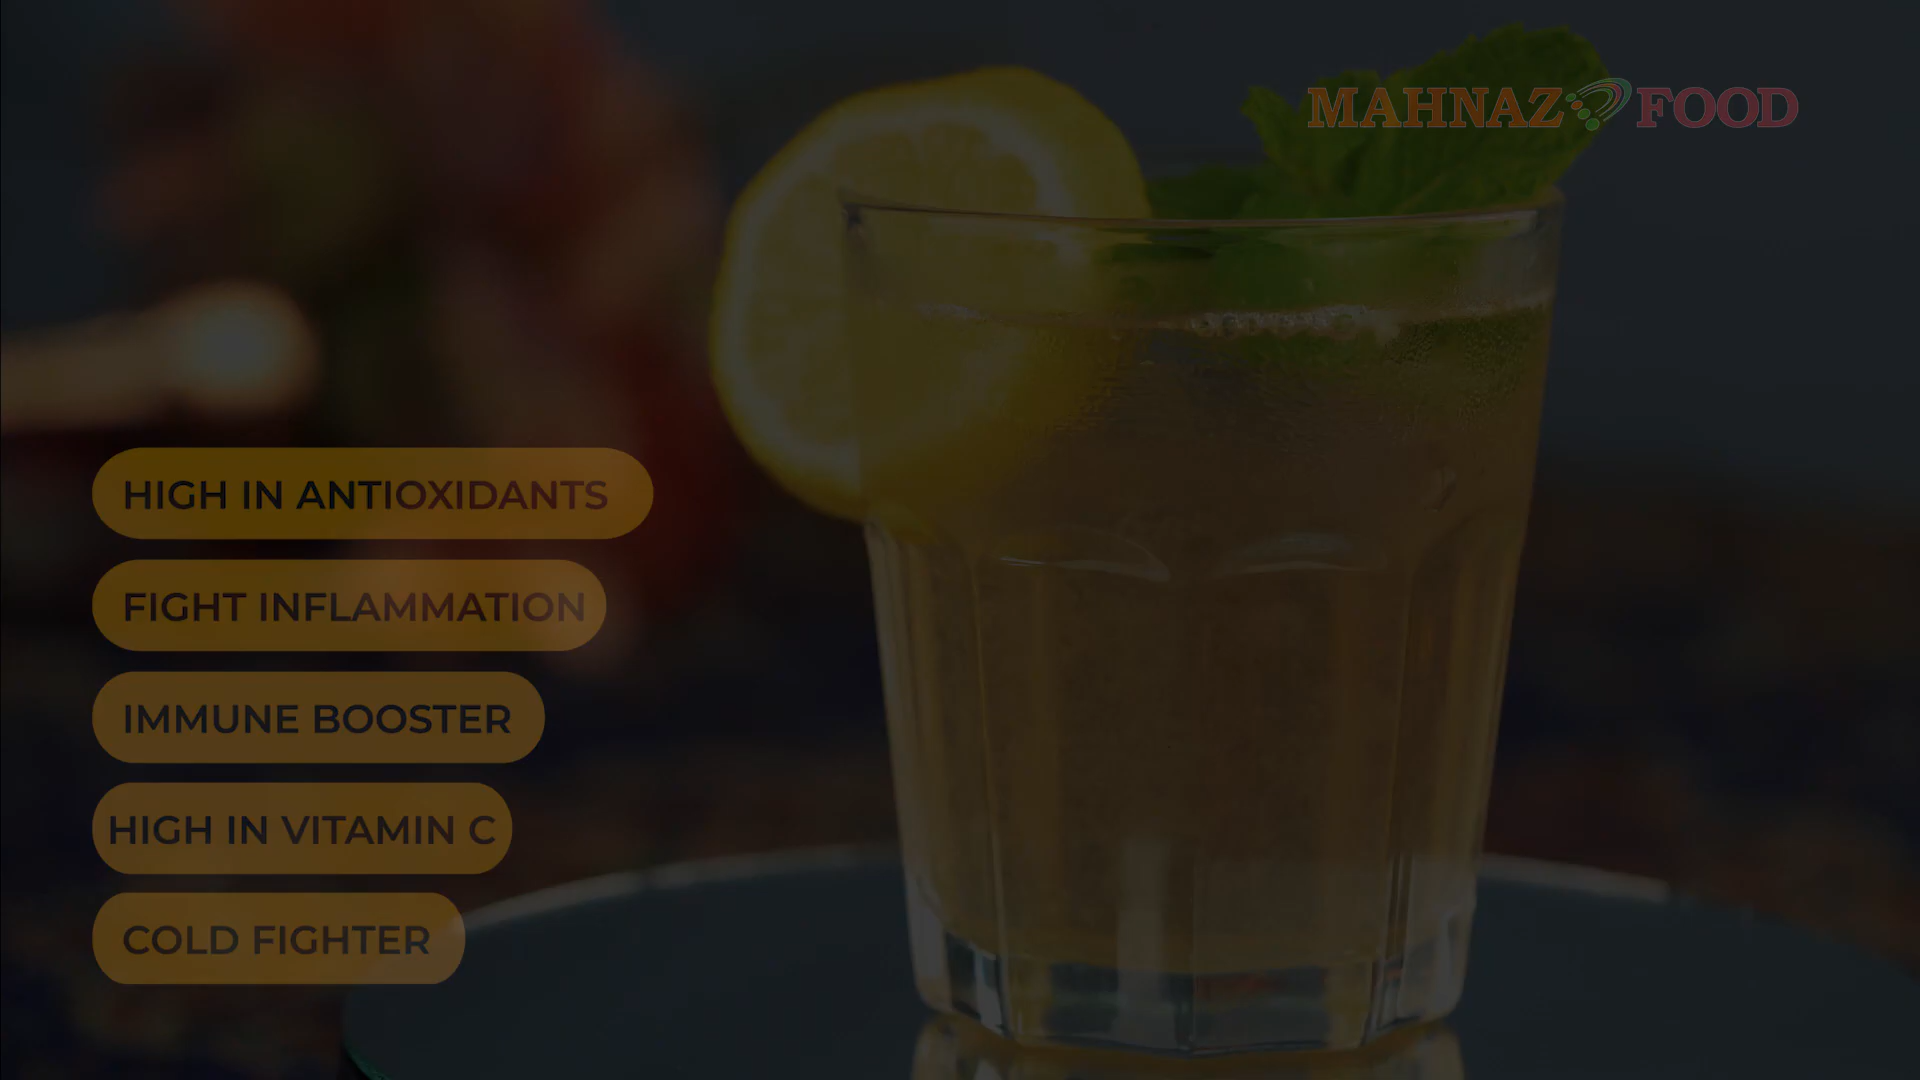 MAHNAZ FOOD
HIGH IN ANTIOXIDANTS
FIGHT INFLAMMATION
IMMUNE BOOSTER
HIGH IN VITAMIN C
COLD FIGHTER